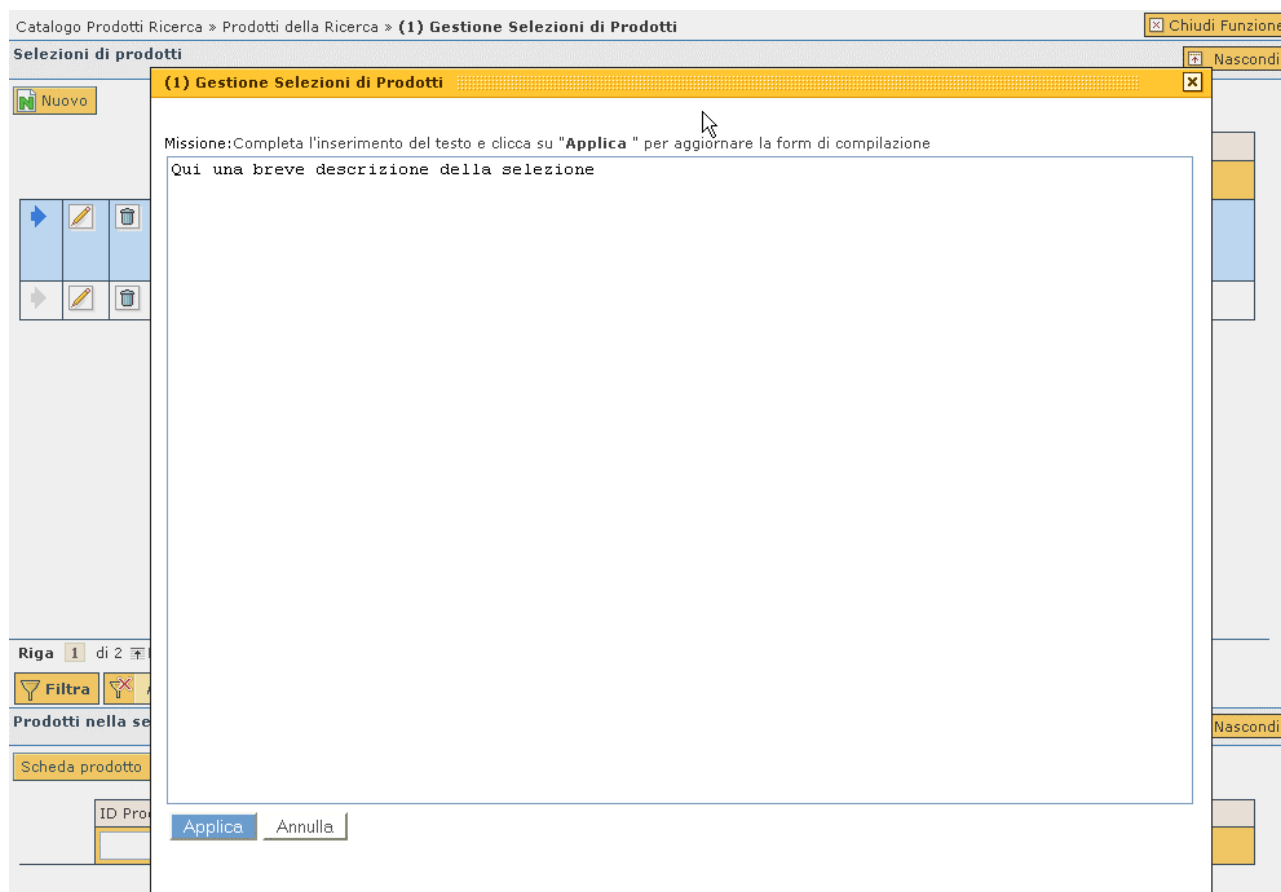 Catalogo Prodotti Ricerca » Prodotti della Ricerca » (1) Gestione Selezioni di Prodotti
Chiudi Funzione
Selezioni di prodotti
Nascondi
(1) Gestione Selezioni di Prodotti
Nuovo
Missione:Completa l'inserimento del testo e clicca su "Applica " per aggiornare la form di compilazione
Qui una breve descrizione della selezione
Riga 1 di 2
Filtra
Prodotti nella se
Nascondi
Scheda prodotto
ID Pro
Applica Annulla